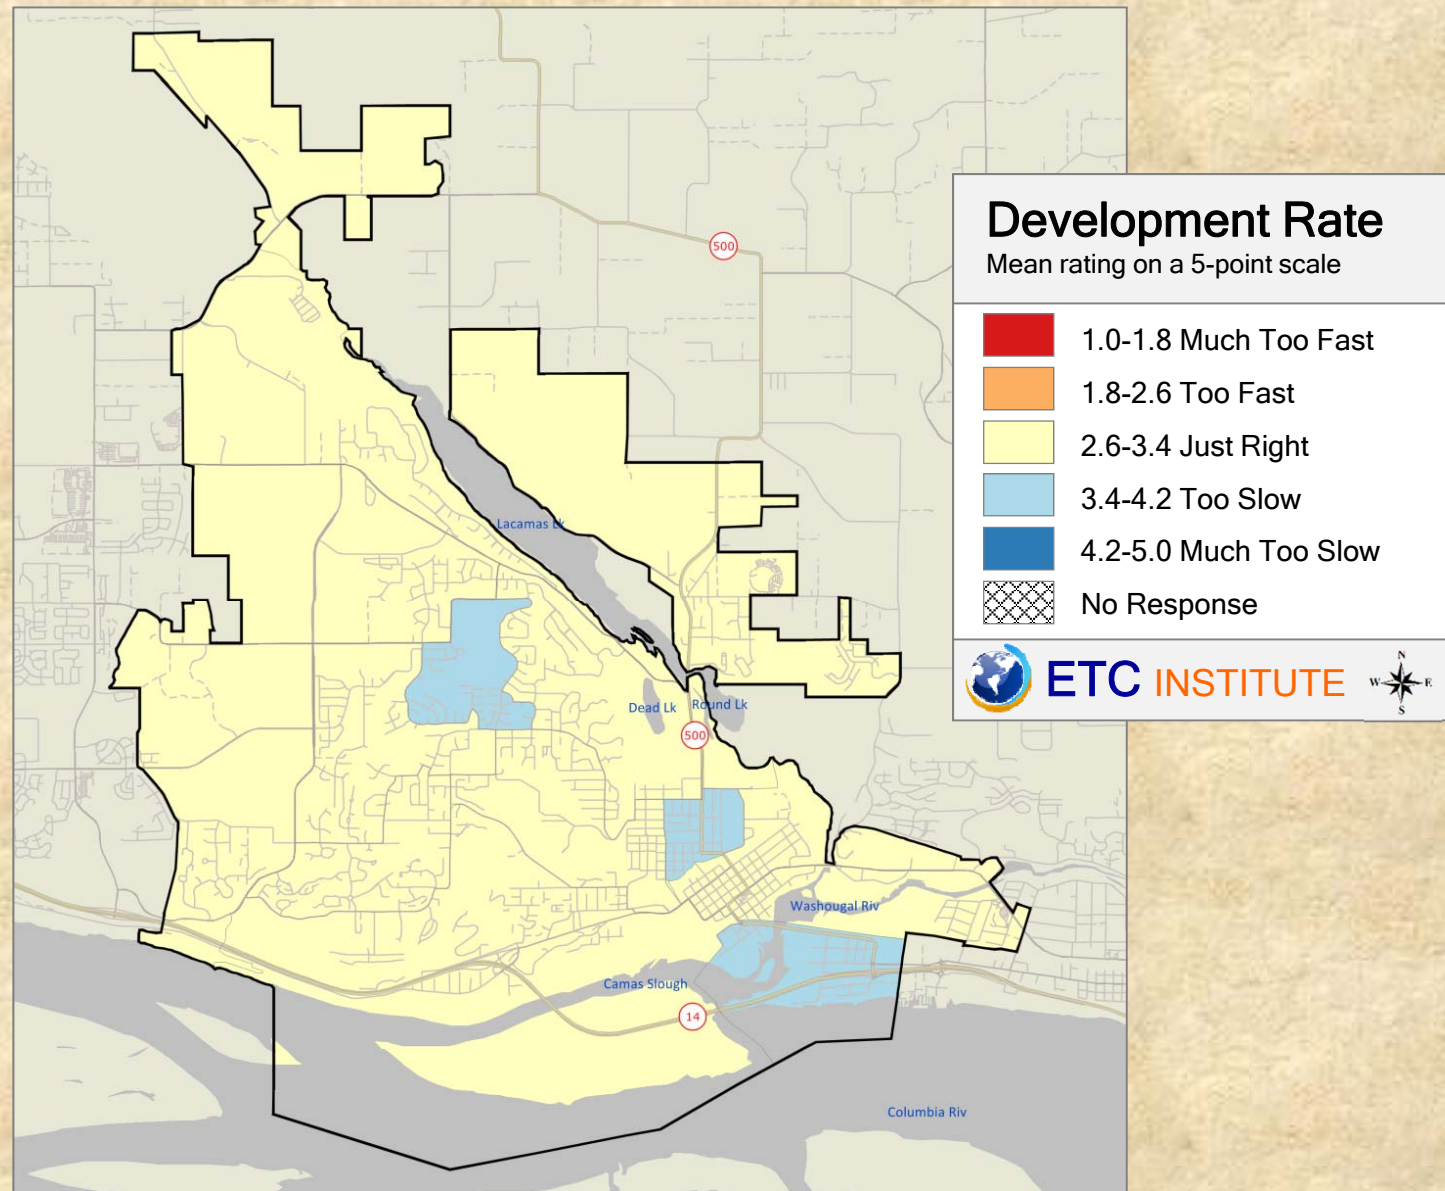 500
Development Rate
Mean rating on a 5-point scale
1.0-1.8 Much Too Fast
1.8-2.6 Too Fast
2.6-3.4 Just Right
3.4-4.2 Too Slow
4.2-5.0 Much Too Slow
No Response
ETC INSTITUTE
N
W E
S
Lacamas Lk
Dead Lk
Round Lk
500
Washougal Riv
Camas Slough
14
Columbia Riv